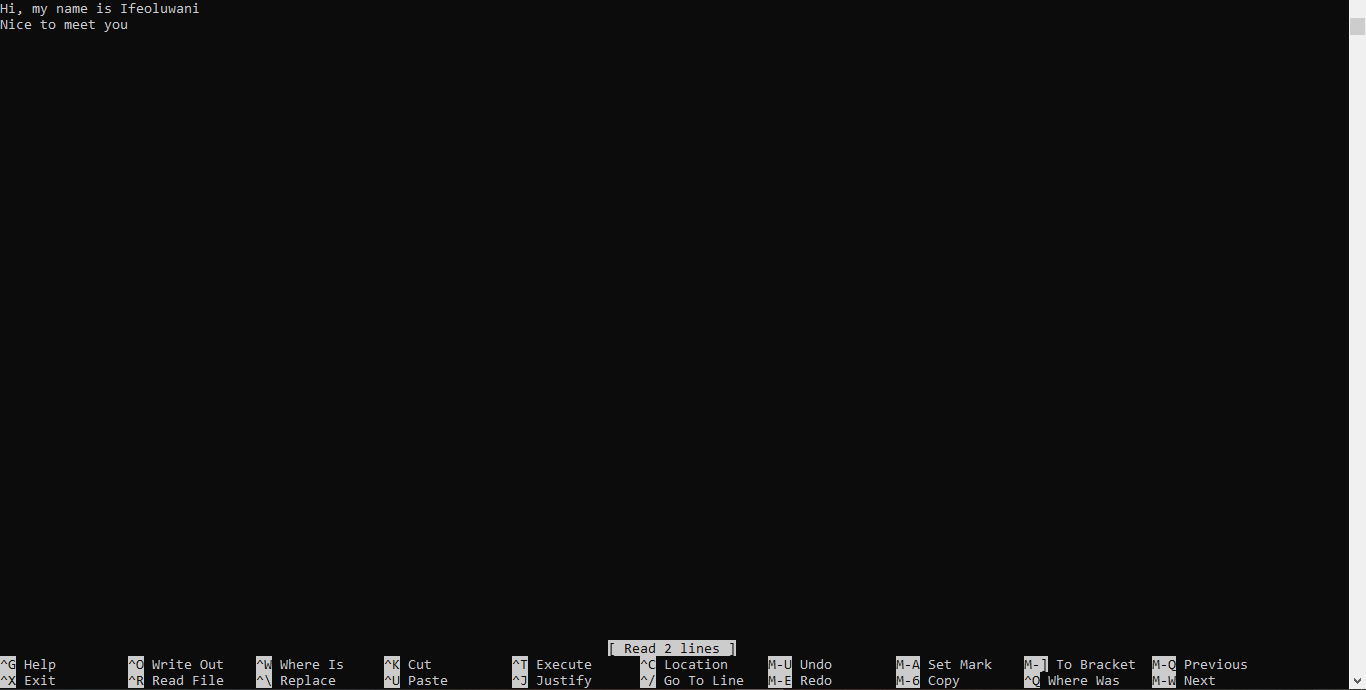 Hi, my name is Ifeoluwani
Nice to meet you
[ Read 2 lines ]
^G Help ^O Write Out ^W Where Is ^K Cut ^T Execute ^C Location M-U Undo M-A Set Mark M-] To Bracket M-Q Previous
^X Exit ^R Read File ^\ Replace ^U Paste ^J Justify ^/ Go To Line M-E Redo M-6 Copy ^Q Where Was M-W Next